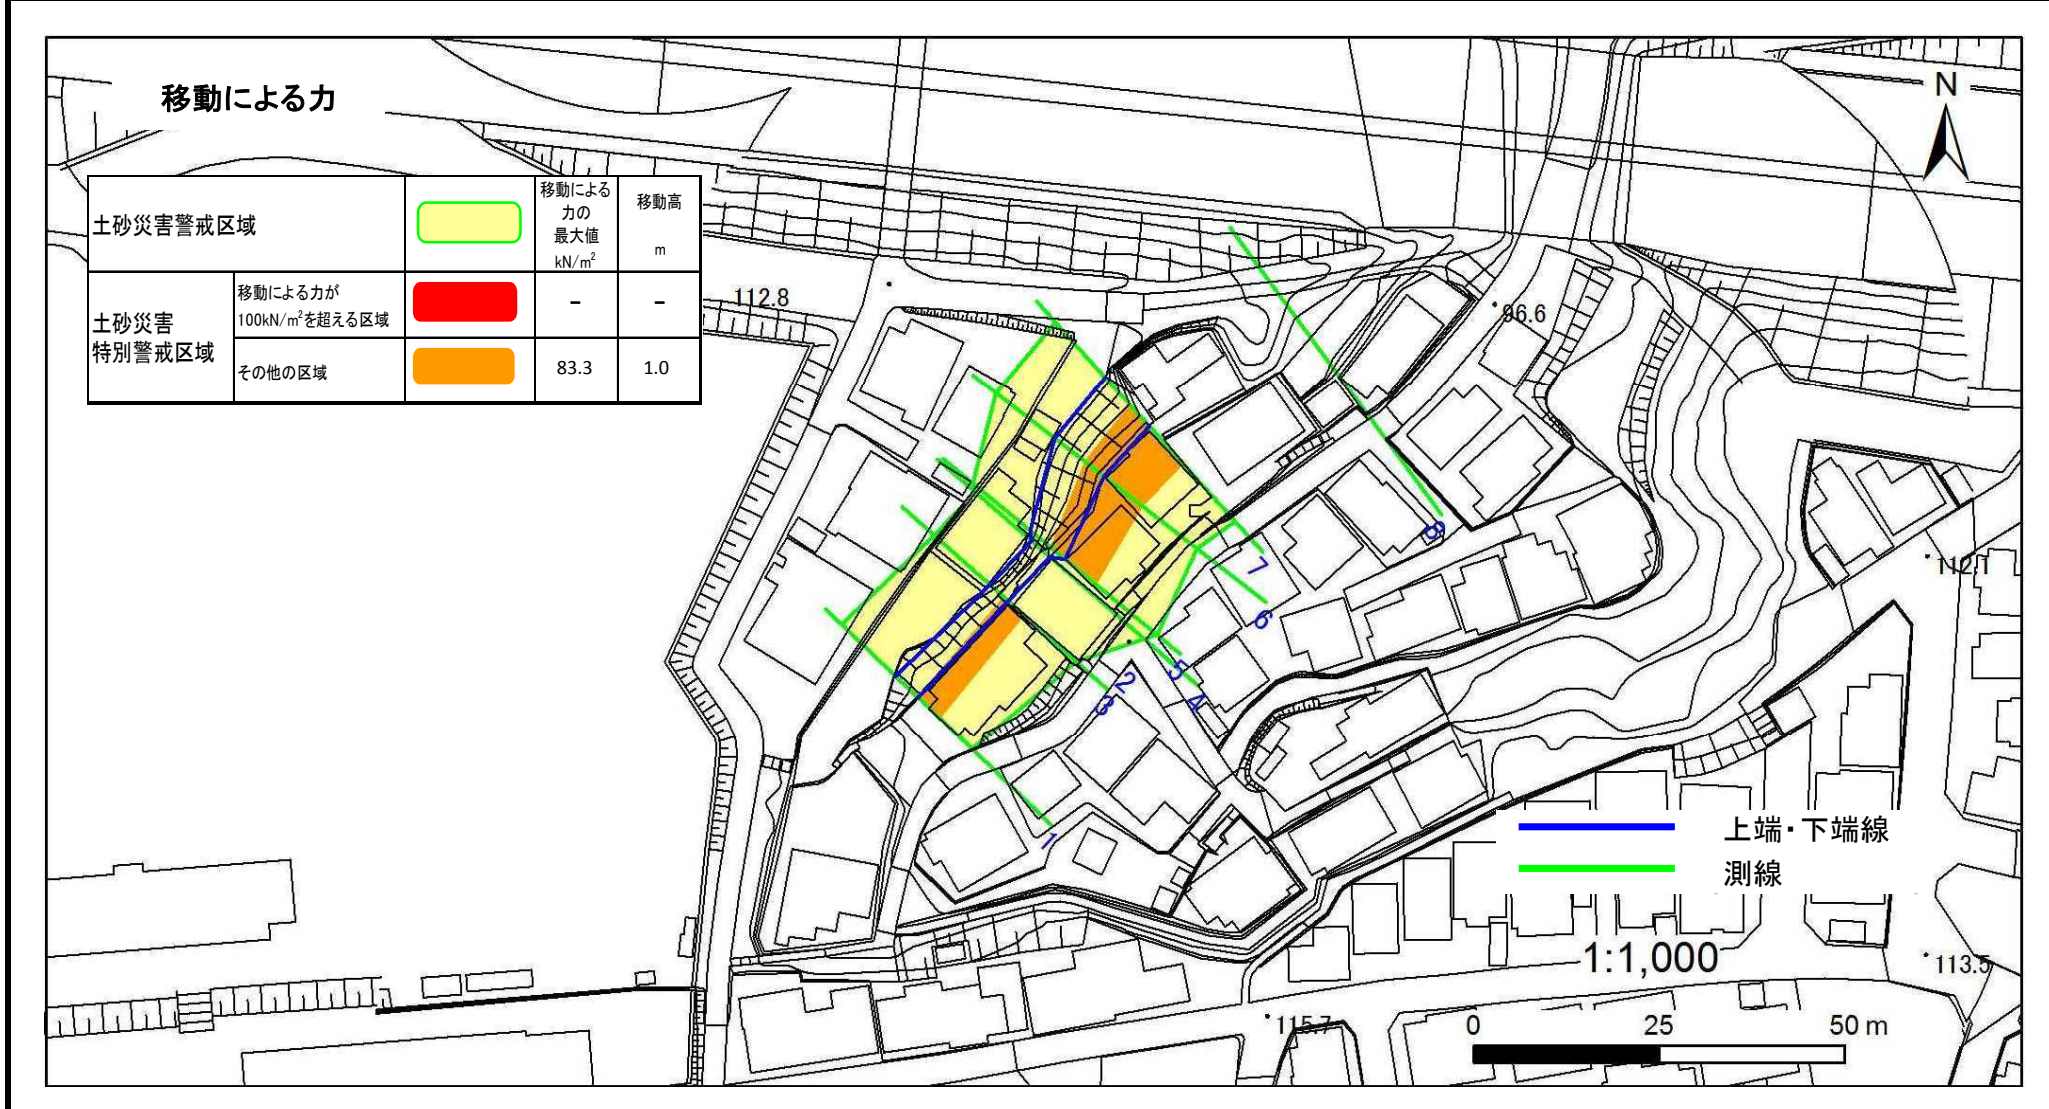 移動による力
N
土砂災害警戒区域
移動による
力の
最大値
kN/m²
移動高
m
土砂災害
特別警戒区域
移動による力が
100kN/m²を超える区域
-
-
その他の区域
83.3
1.0
112.8
96.6
112.1
8
7
6
5
4
2
3
1
上端・下端線
測線
1:1,000
113.5
115.7
0
25
50 m